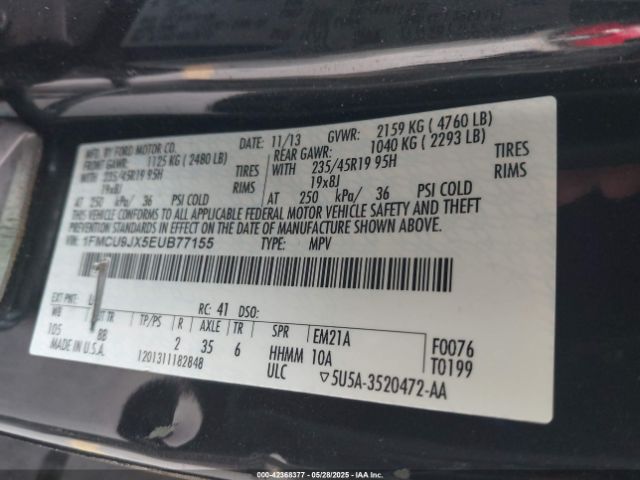 MFD. BY FORD MOTOR CO.
DATE: 11/13 GVWR: 2159 KG ( 4760 LB)
FRONT GAWR: 1125 KG ( 2480 LB)
REAR GAWR: 1040 KG ( 2293 LB)
WITH 235/45R19 95H TIRES
WITH 235/45R19 95H TIRES
19x8J RIMS
19x8J RIMS
AT 250 kPa/ 36 PSI COLD
AT 250 kPa/ 36 PSI COLD
THIS VEHICLE CONFORMS TO ALL APPLICABLE FEDERAL MOTOR VEHICLE SAFETY AND THEFT
PREVENTION STANDARDS IN EFFECT ON THE DATE OF MANUFACTURE SHOWN ABOVE.
VIN: 1FMCU9JX5EUB77155 TYPE: MPV
EXT PNT: RC: 41 DSO:
WB TR TP/PS R AXLE TR SPR EM21A F0076
105 BB 2 35 6 HHMM 10A T0199
MADE IN U.S.A. 1201311182848 ULC 5U5A-3520472-AA
000-42368377 - 05/28/2025 - IAA Inc.